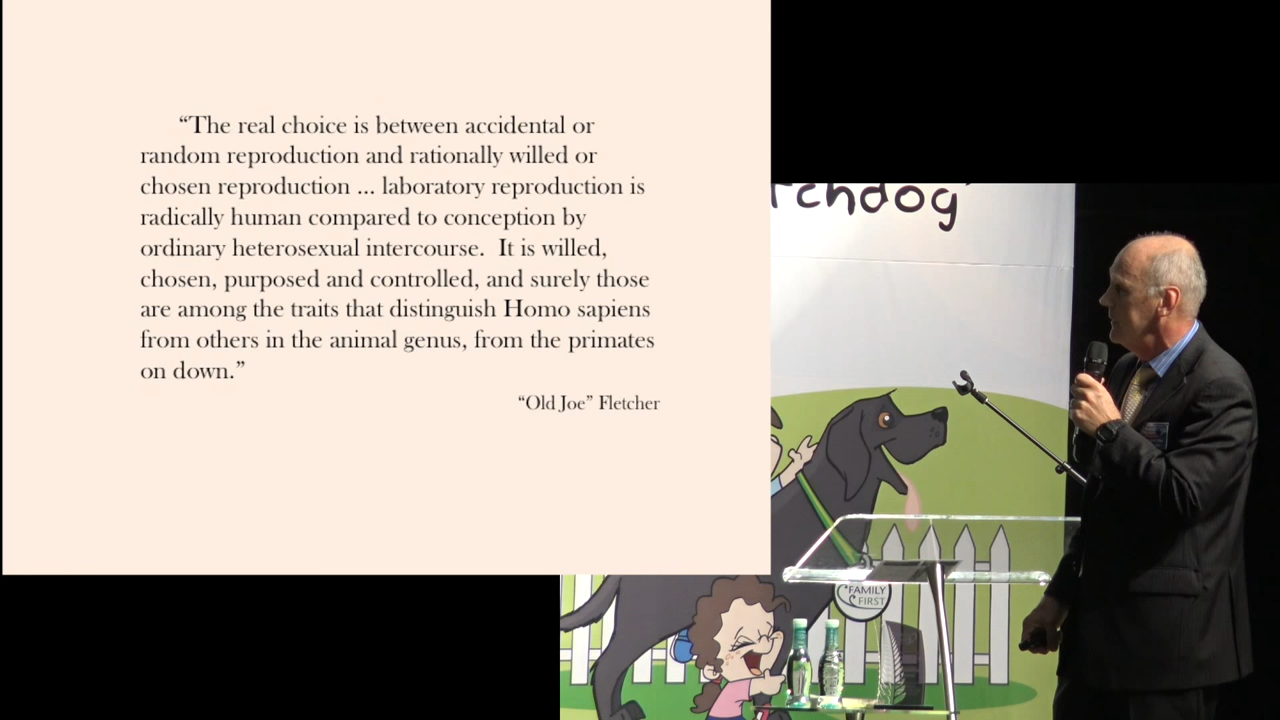 “The real choice is between accidental or
random reproduction and rationally willed or
chosen reproduction ... laboratory reproduction is
radically human compared to conception by
ordinary heterosexual intercourse.  It is willed,
chosen, purposed and controlled, and surely those
are among the traits that distinguish Homo sapiens
from others in the animal genus, from the primates
on down.”
“Old Joe” Fletcher
FAMILY
FIRST